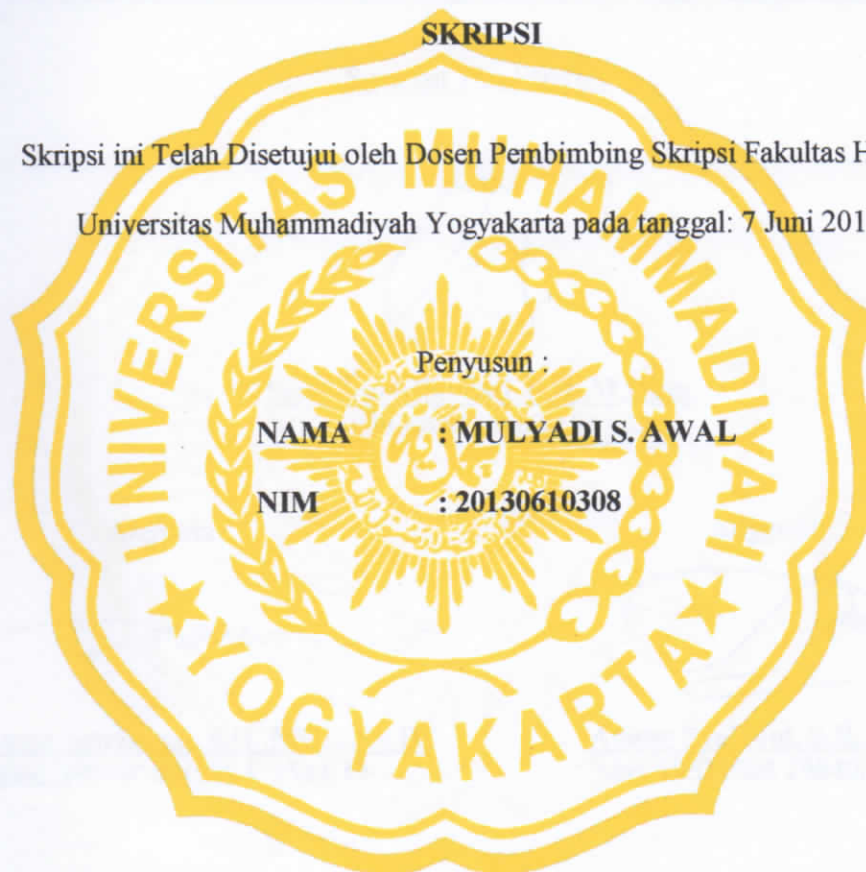 SKRIPSI
Skripsi ini Telah Disetujui oleh Dosen Pembimbing Skripsi Fakultas H
Universitas Muhammadiyah Yogyakarta pada tanggal: 7 Juni 201
Penyusun :
NAMA : MULYADI S. AWAL
NIM : 20130610308
UNIVERSITAS MUHAMMADIYAH
YOGYAKARTA